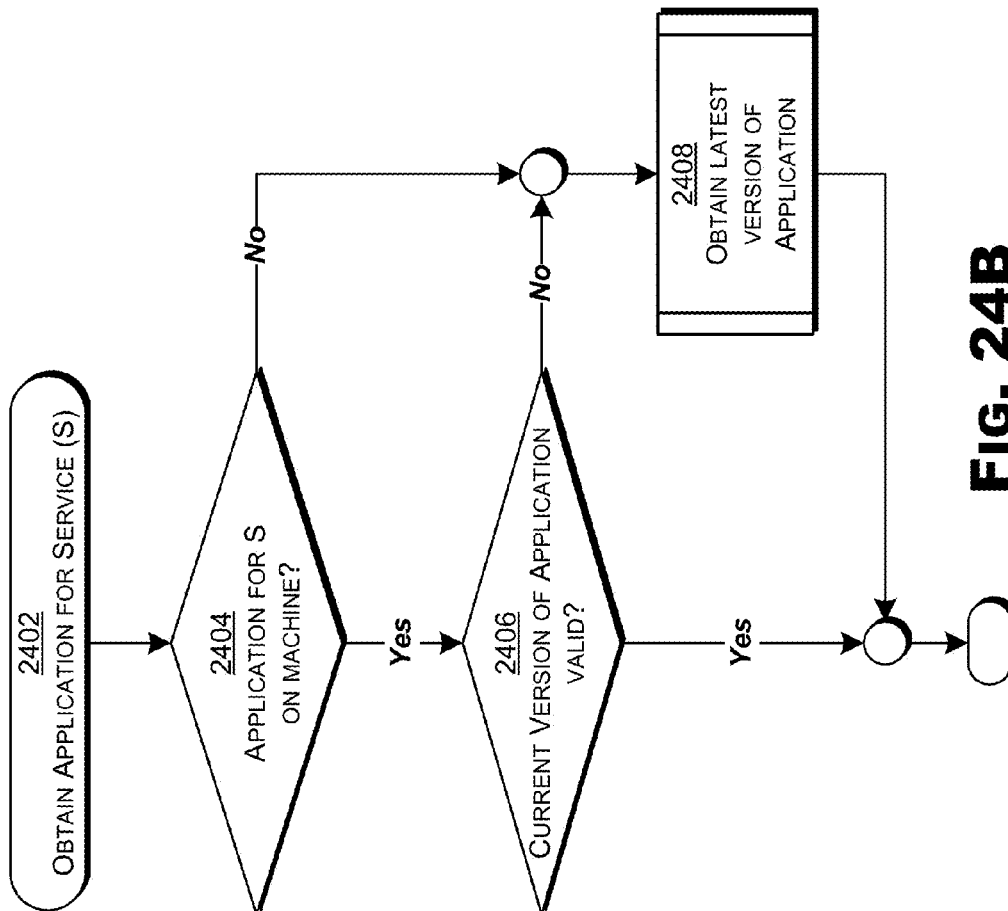 2402
OBTAIN APPLICATION FOR SERVICE (S)
2404
APPLICATION FOR S
ON MACHINE?
No
Yes
2406
CURRENT VERSION OF APPLICATION
VALID?
No
Yes
2408
OBTAIN LATEST
VERSION OF
APPLICATION
FIG. 24B